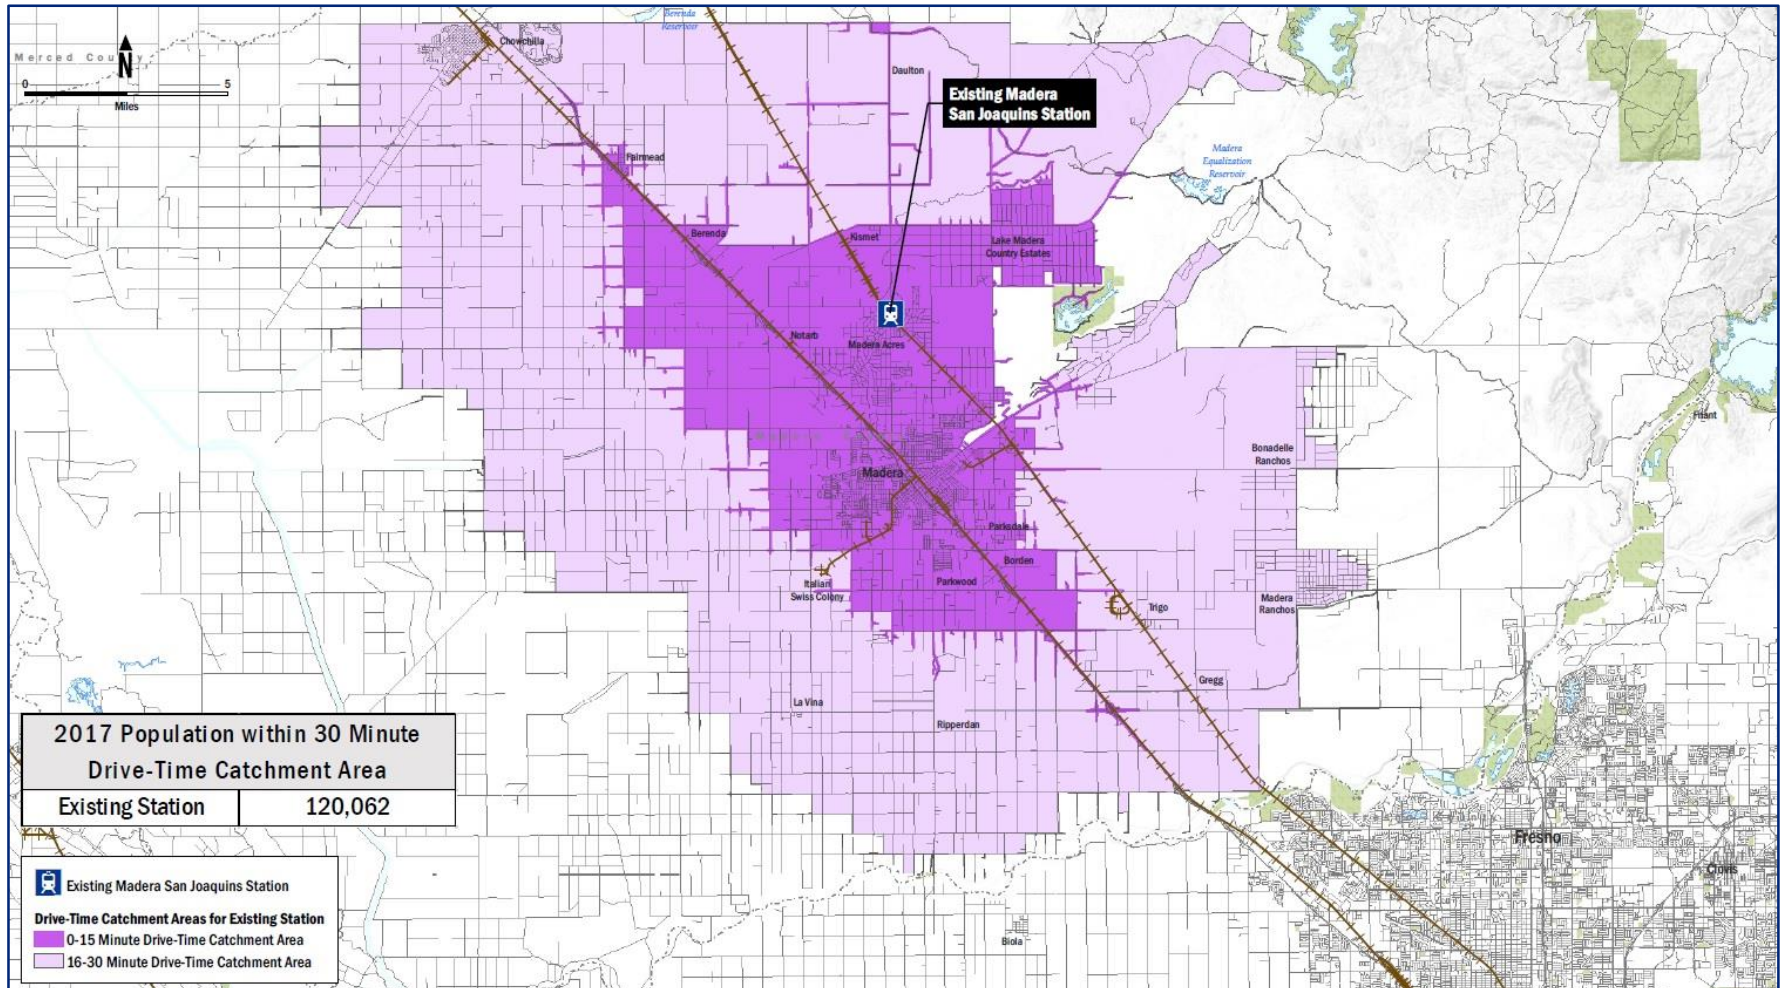 Berenda
Reservoir
Chowchilla
Merced County
N
0 5
Miles
Daulton
Existing Madera
San Joaquins Station
Fairmead
Madera
Equalization
Reservoir
Berenda
Kismet
Lake Madera
Country Estates
Notarb
Madera Acres
Friant
Bonadelle
Ranchos
Madera
Parksdale
Borden
Italian
Swiss Colony
Parkwood
Trigo
Madera
Ranchos
Gregg
La Vina
Ripperdan
2017 Population within 30 Minute
Drive-Time Catchment Area
Existing Station 120,062
Fresno
Clovis
Biola
Existing Madera San Joaquins Station
Drive-Time Catchment Areas for Existing Station
0-15 Minute Drive-Time Catchment Area
16-30 Minute Drive-Time Catchment Area